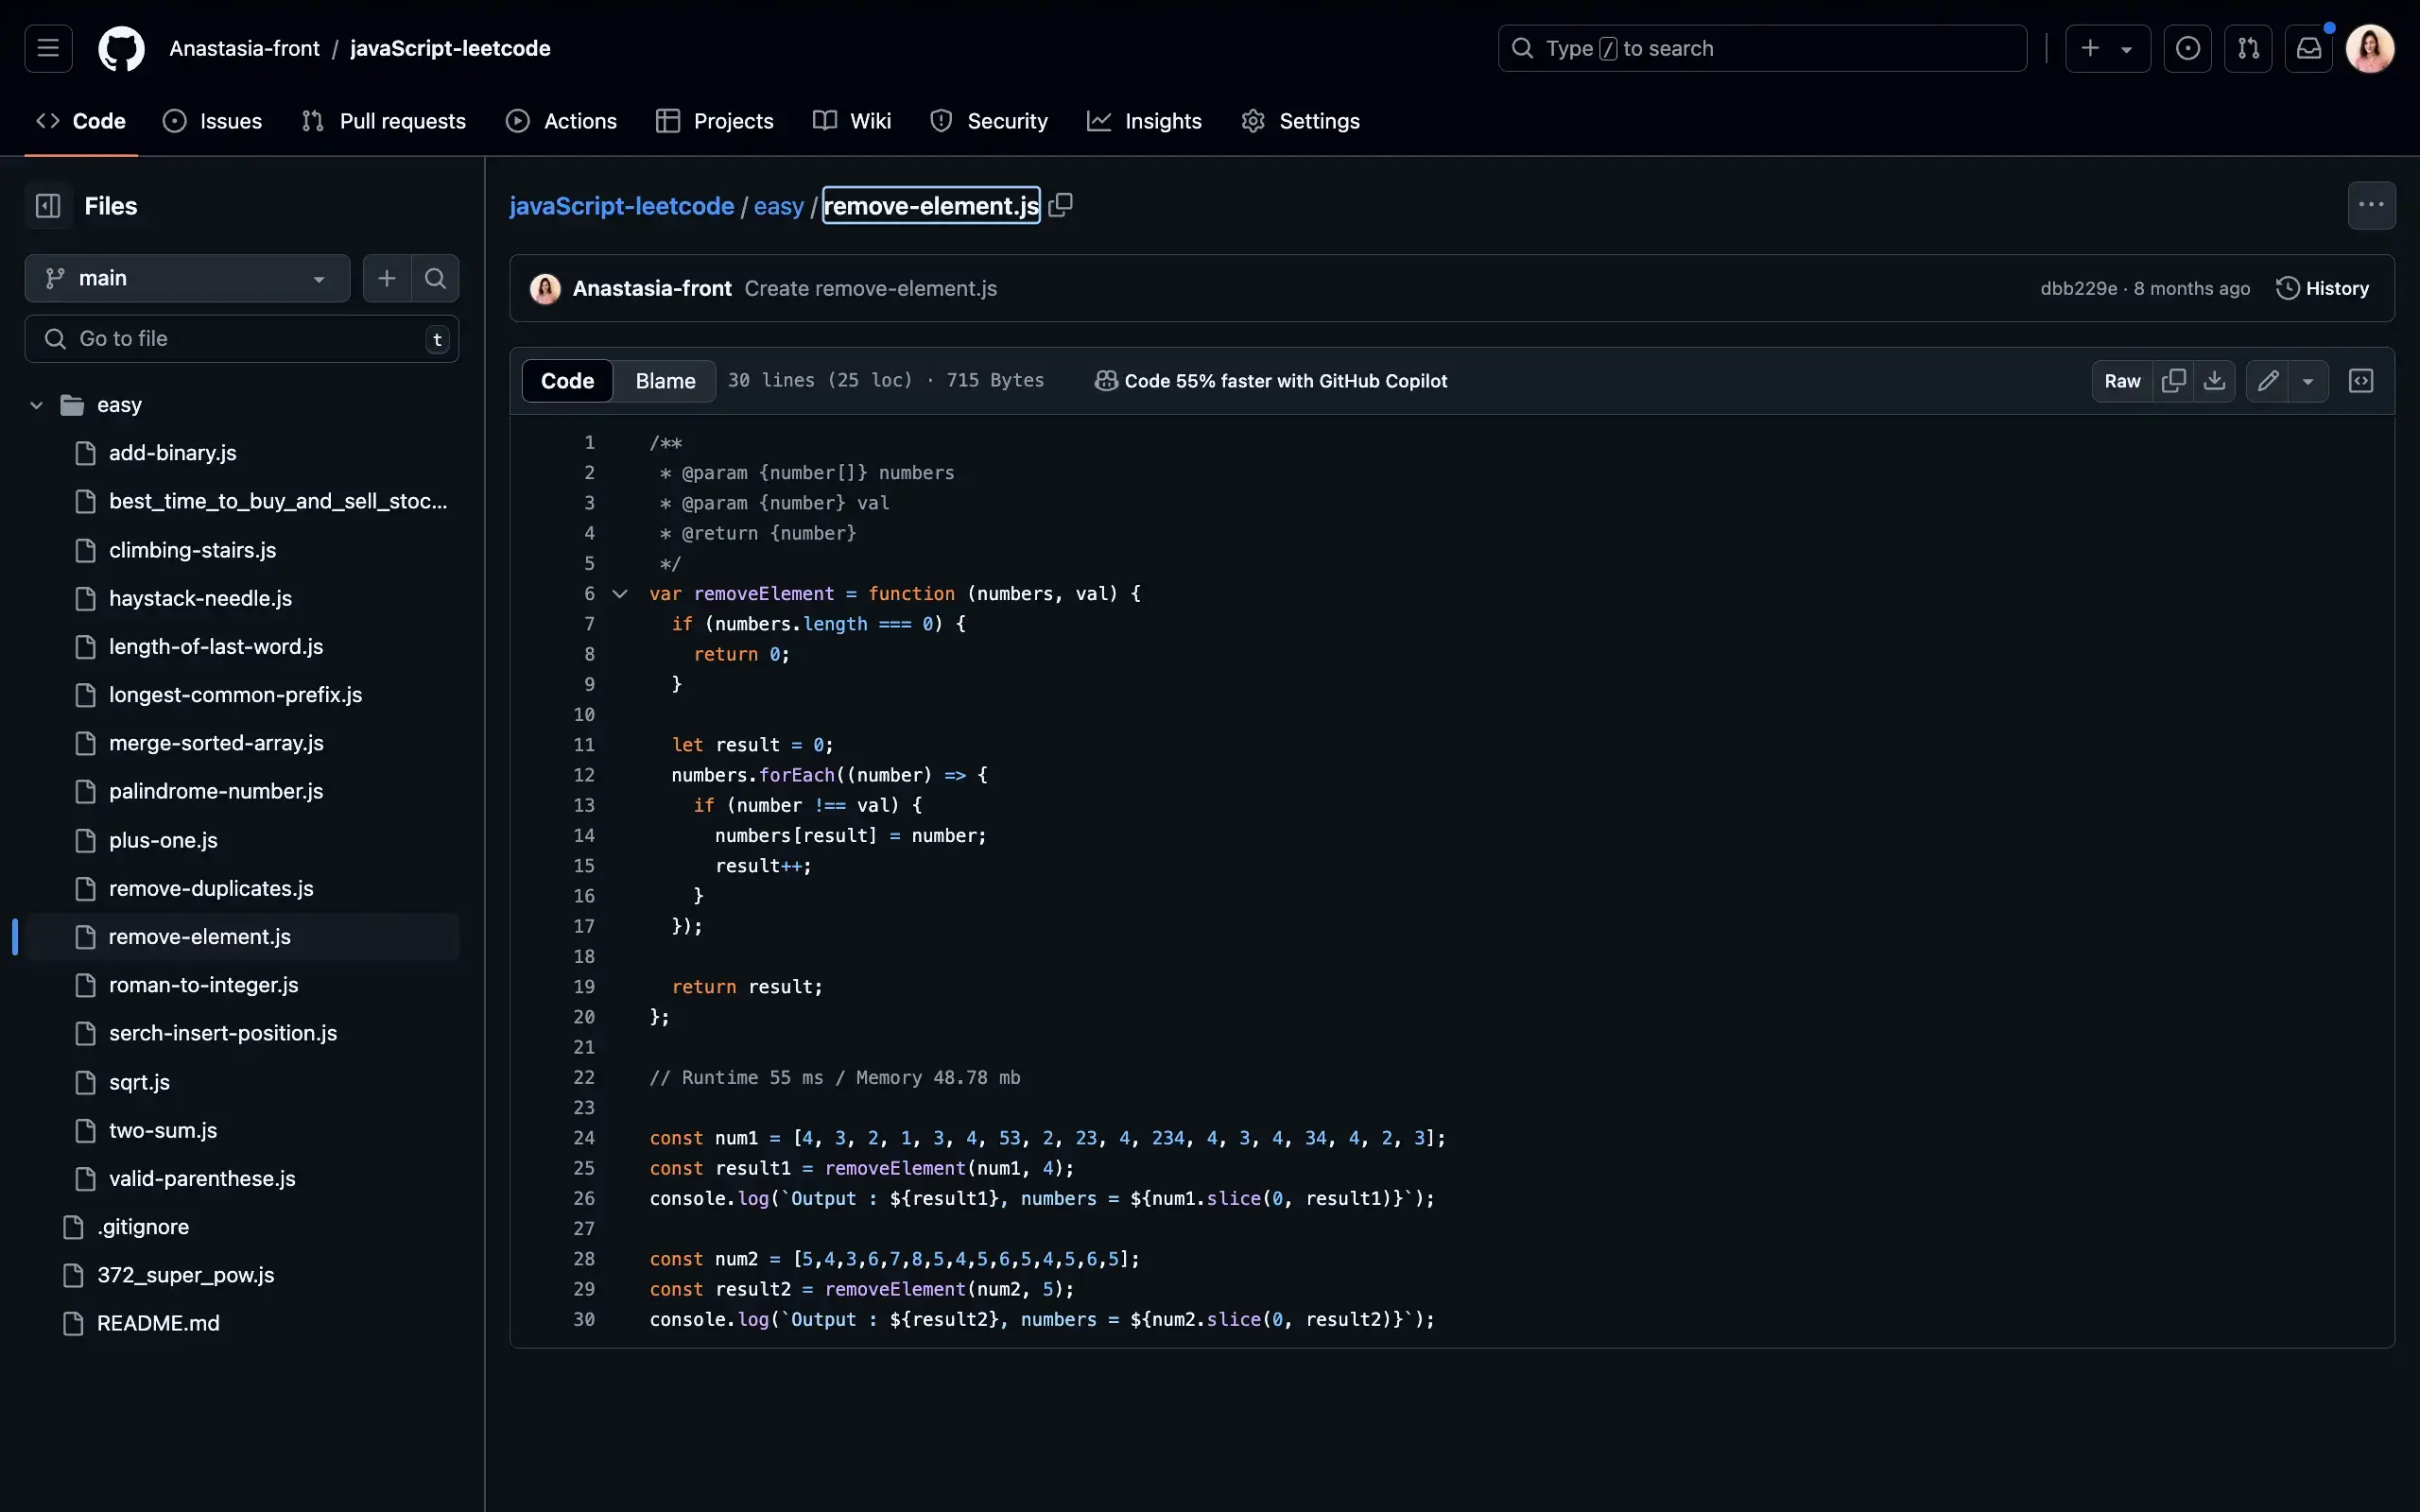 Anastasia-front / javaScript-leetcode
Type / to search
Code
Issues
Pull requests
Actions
Projects
Wiki
Security
Insights
Settings
Files
main
Go to file
t
easy
add-binary.js
best_time_to_buy_and_sell_stoc...
climbing-stairs.js
haystack-needle.js
length-of-last-word.js
longest-common-prefix.js
merge-sorted-array.js
palindrome-number.js
plus-one.js
remove-duplicates.js
remove-element.js
roman-to-integer.js
serch-insert-position.js
sqrt.js
two-sum.js
valid-parenthese.js
.gitignore
372_super_pow.js
README.md
javaScript-leetcode / easy / remove-element.js
Anastasia-front Create remove-element.js
dbb229e · 8 months ago
History
Code
Blame
30 lines (25 loc) · 715 Bytes
Code 55% faster with GitHub Copilot
Raw
1 /**
2  * @param {number[]} numbers
3  * @param {number} val
4  * @return {number}
5  */
6 var removeElement = function (numbers, val) {
7   if (numbers.length === 0) {
8     return 0;
9   }
10
11   let result = 0;
12   numbers.forEach((number) => {
13     if (number !== val) {
14       numbers[result] = number;
15       result++;
16     }
17   });
18
19   return result;
20 };
21
22 // Runtime 55 ms / Memory 48.78 mb
23
24 const num1 = [4, 3, 2, 1, 3, 4, 53, 2, 23, 4, 234, 4, 3, 4, 34, 4, 2, 3];
25 const result1 = removeElement(num1, 4);
26 console.log(`Output : ${result1}, numbers = ${num1.slice(0, result1)}`);
27
28 const num2 = [5,4,3,6,7,8,5,4,5,6,5,4,5,6,5];
29 const result2 = removeElement(num2, 5);
30 console.log(`Output : ${result2}, numbers = ${num2.slice(0, result2)}`);